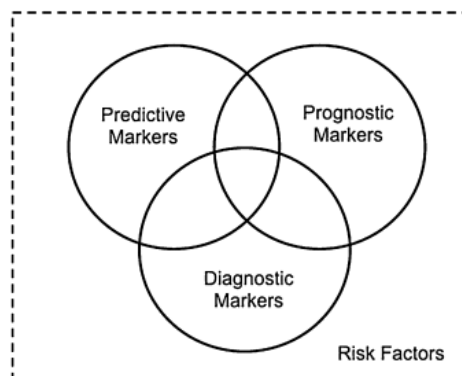 Predictive
Markers
Prognostic
Markers
Diagnostic
Markers
Risk Factors